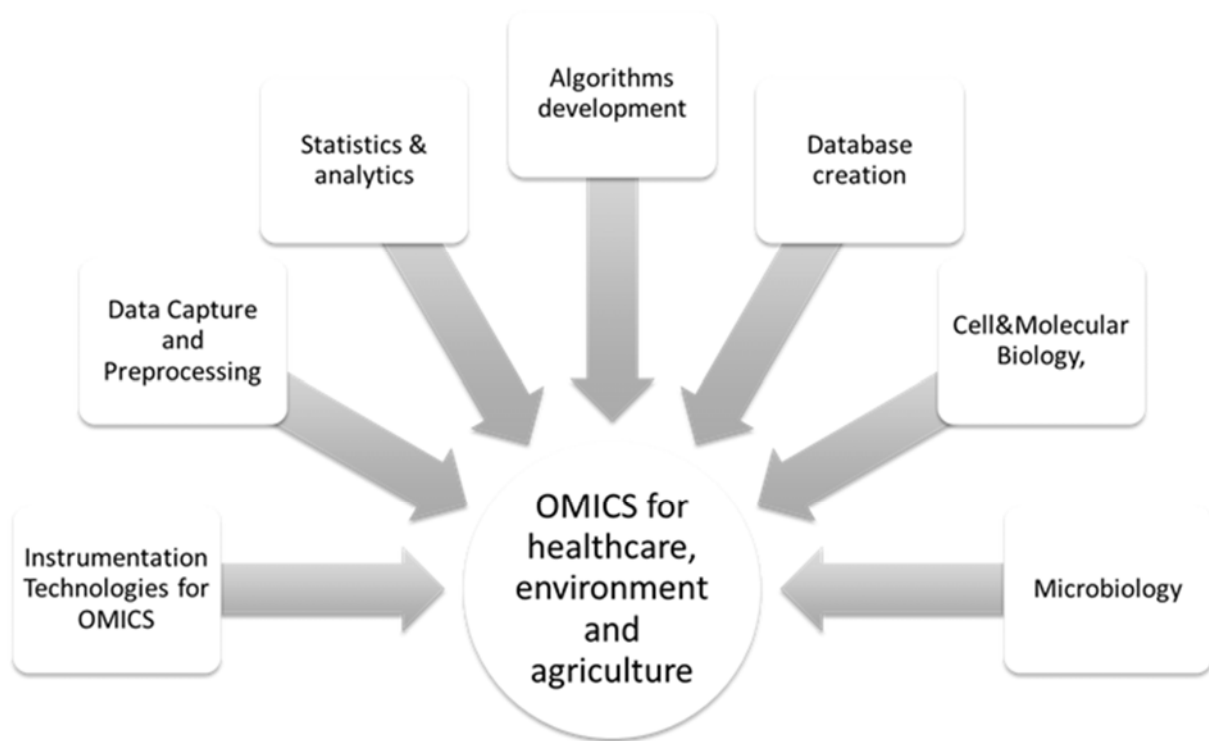 Algorithms
development
Statistics &
analytics
Database
creation
Data Capture
and
Preprocessing
Cell&Molecular
Biology,
Instrumentation
Technologies for
OMICS
OMICS for
healthcare,
environment
and
agriculture
Microbiology